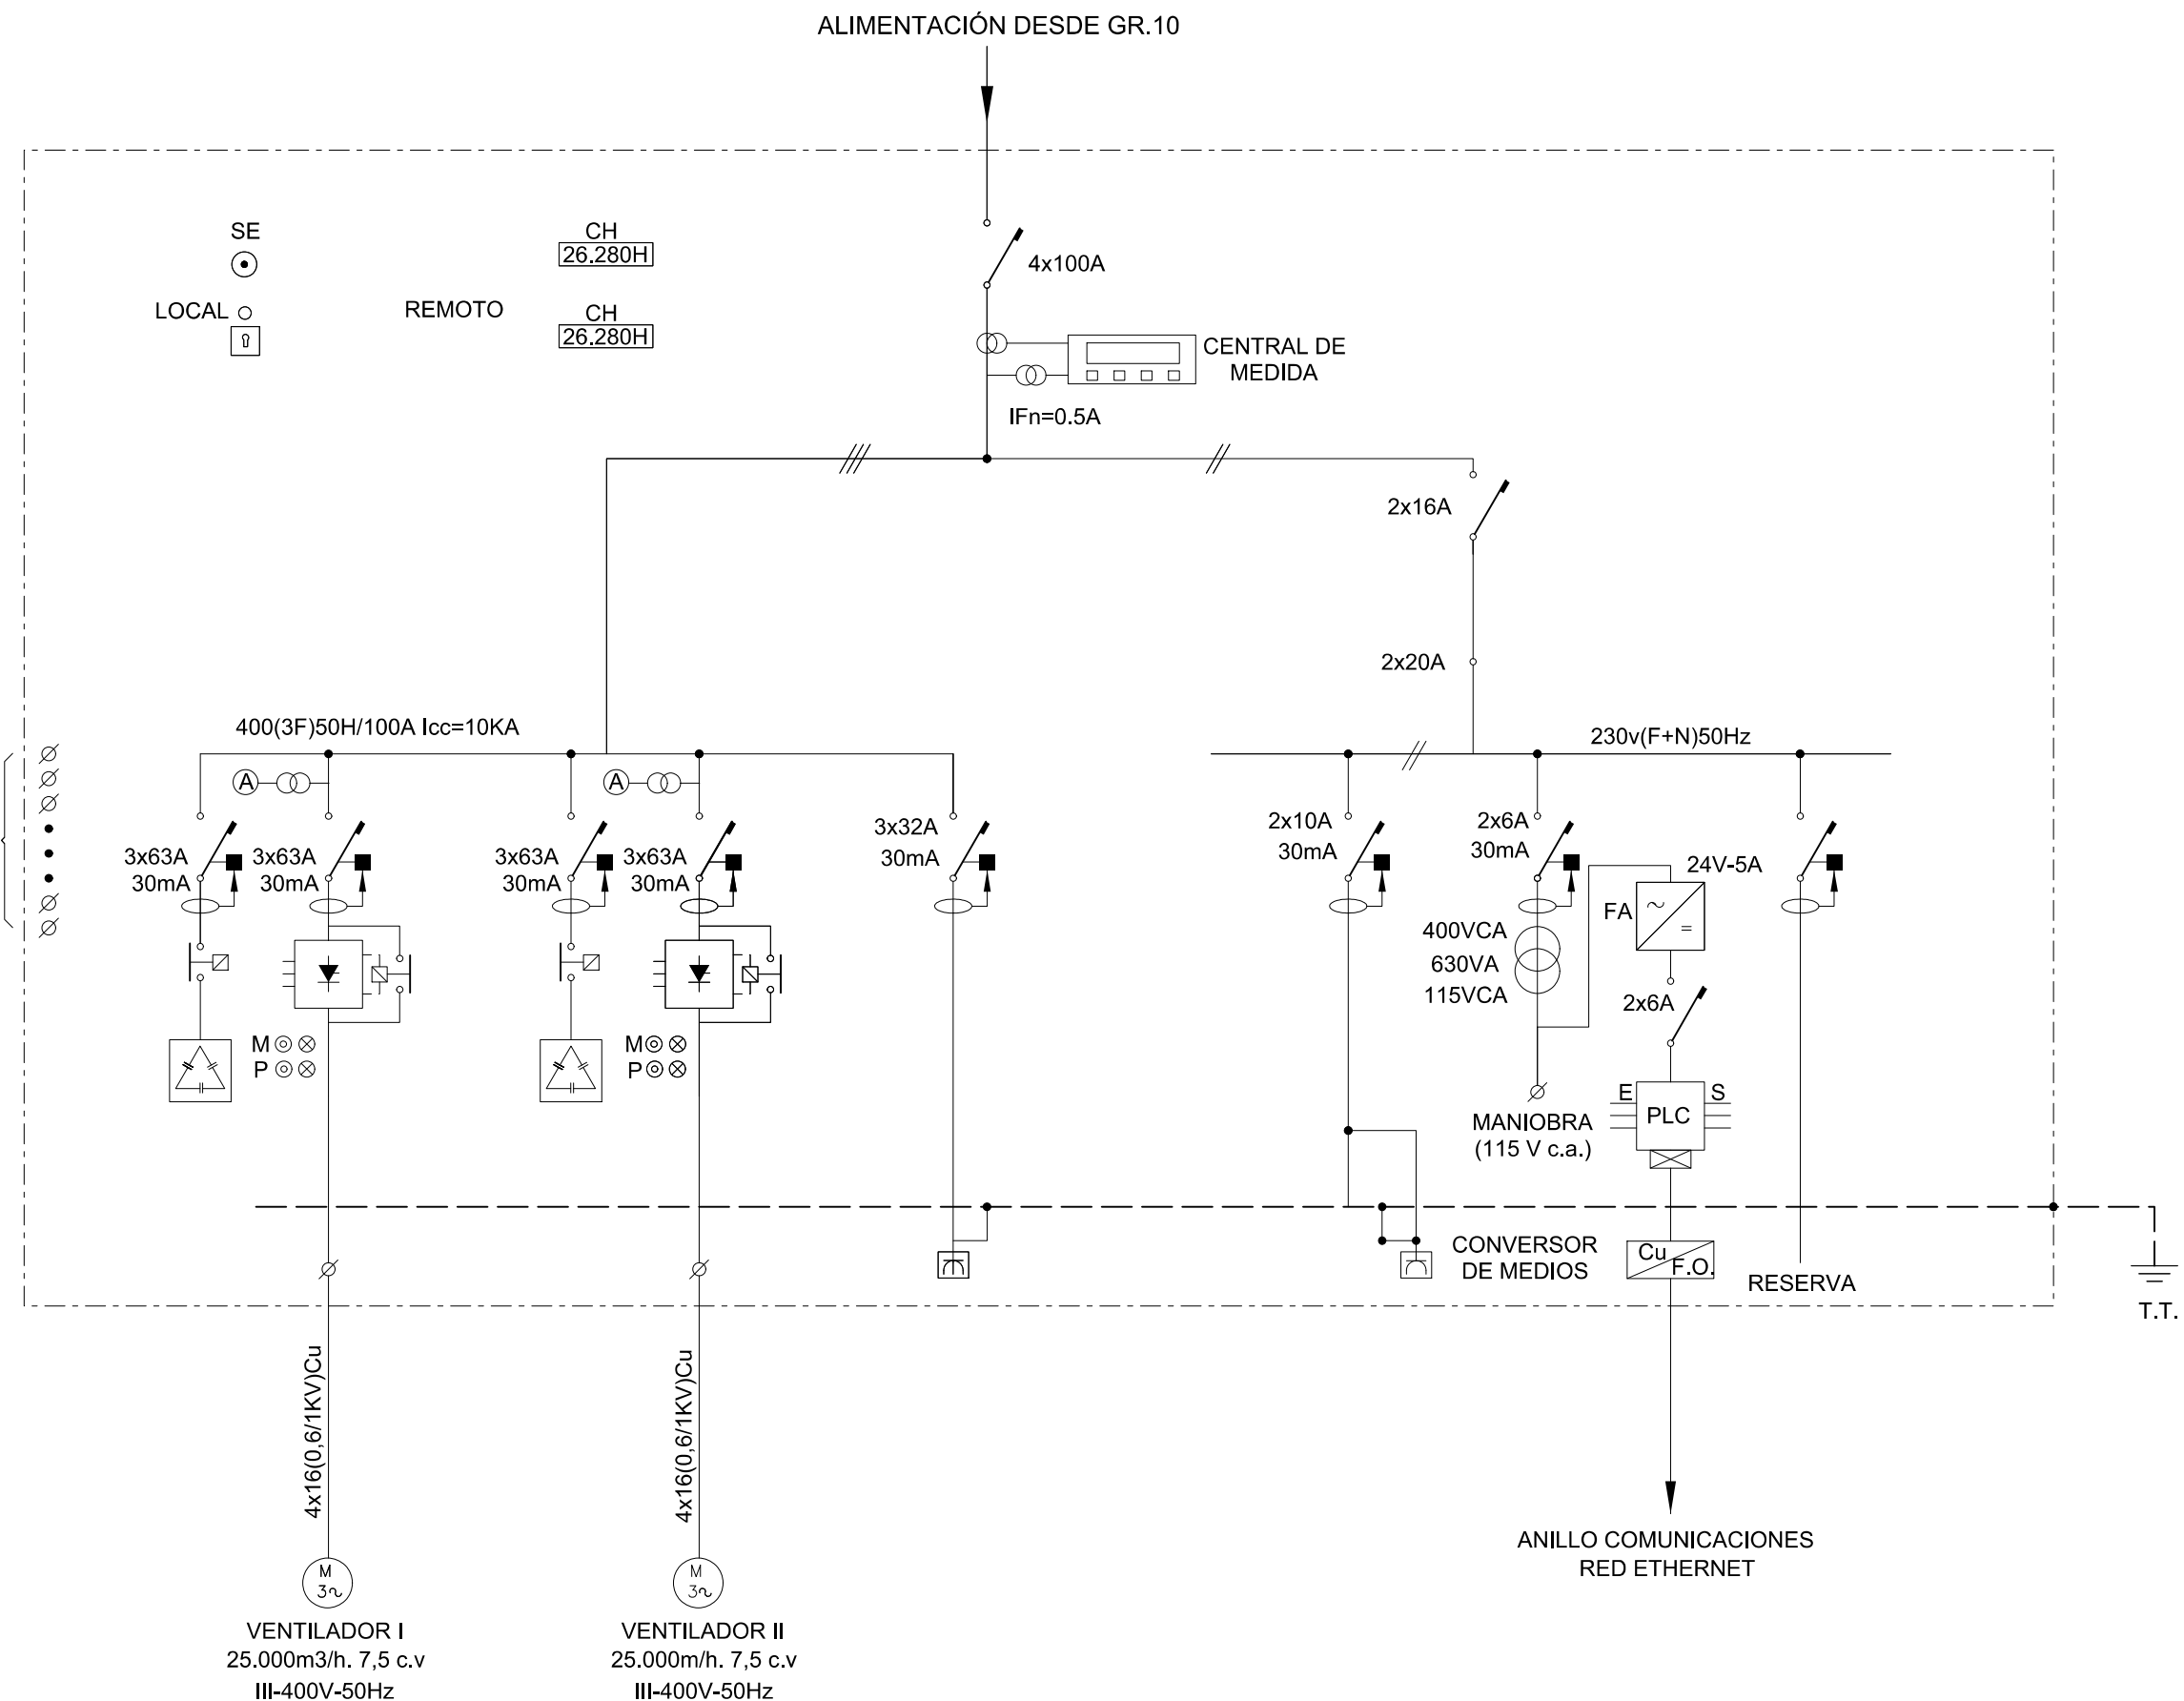 ALIMENTACIÓN DESDE GR.10
SE
CH
26.280H
4x100A
LOCAL
REMOTO
CH
26.280H
CENTRAL DE
MEDIDA
IFn=0.5A
2x16A
2x20A
400(3F)50H/100A Icc=10KA
230v(F+N)50Hz
A
A
3x63A
30mA
3x63A
30mA
3x63A
30mA
3x63A
30mA
3x32A
30mA
2x10A
30mA
2x6A
30mA
24V-5A
FA
~
=
400VCA
630VA
115VCA
2x6A
M
P
M
P
E
PLC
S
MANIOBRA
(115 V c.a.)
CONVERSOR
DE MEDIOS
Cu
F.O.
RESERVA
T.T.
4x16(0,6/1KV)Cu
4x16(0,6/1KV)Cu
ANILLO COMUNICACIONES
RED ETHERNET
M
3~
M
3~
VENTILADOR I
25.000m3/h. 7,5 c.v
III-400V-50Hz
VENTILADOR II
25.000m/h. 7,5 c.v
III-400V-50Hz